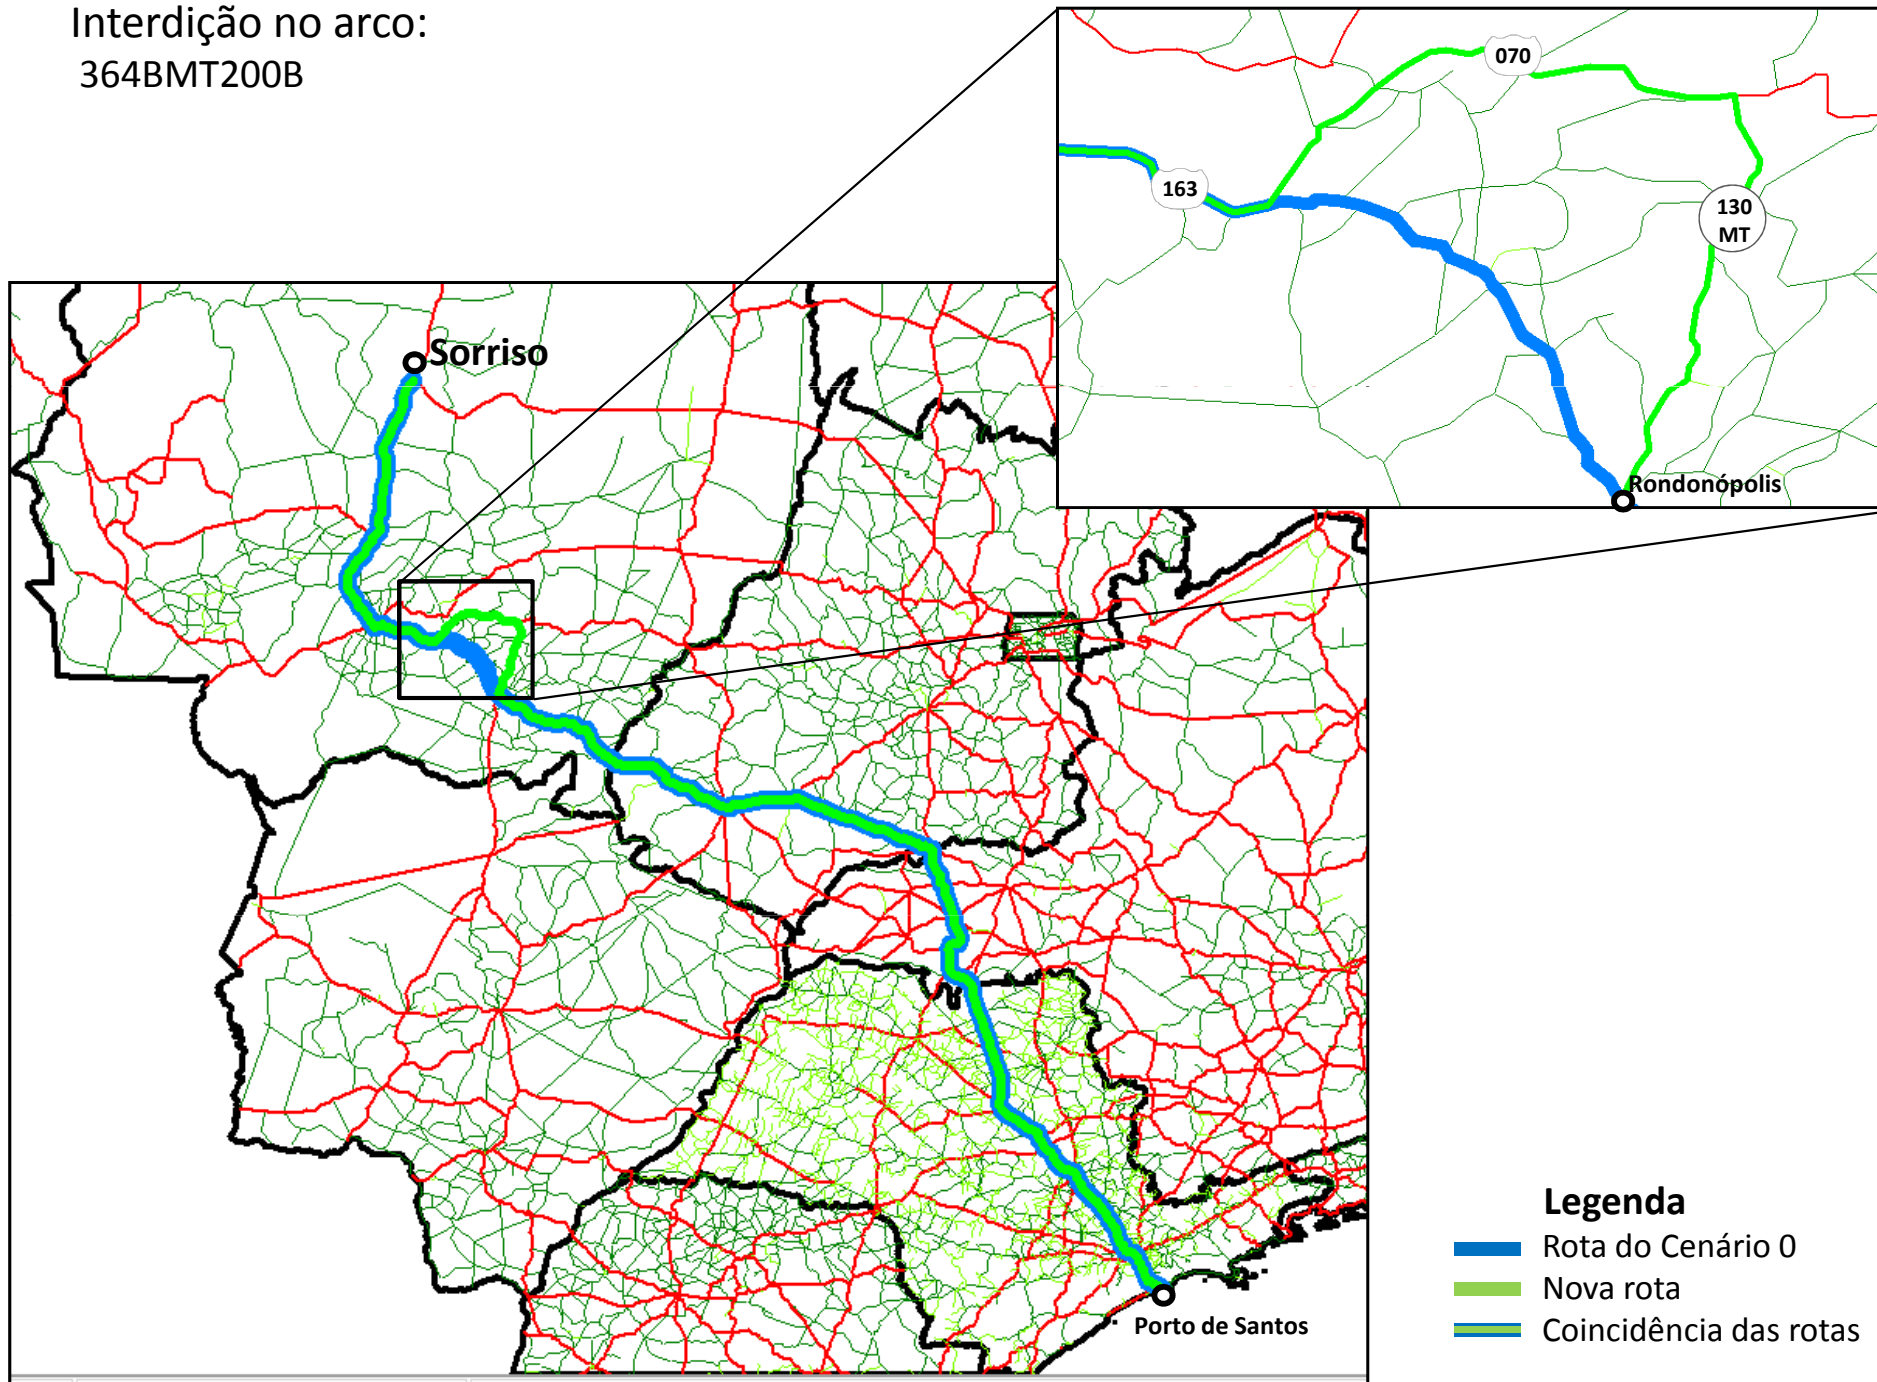 Interdição no arco:
364BMT200B
070
163
130
MT
Rondonópolis
Sorriso
Porto de Santos
Legenda
Rota do Cenário 0
Nova rota
Coincidência das rotas